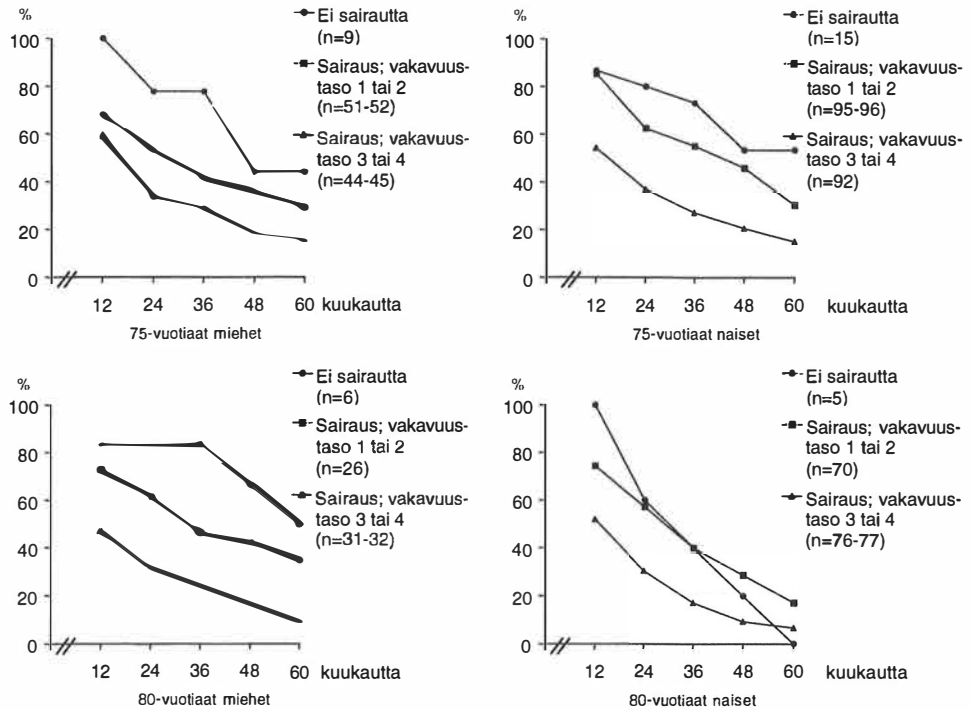 %
100
80
60
40
20
0
12 24 36 48 60 kuukautta
75-vuotiaat miehet
Ei sairautta
(n=9)
Sairaus; vakavuus-
taso 1 tai 2
(n=51-52)
Sairaus; vakavuus-
taso 3 tai 4
(n=44-45)
%
100
80
60
40
20
0
12 24 36 48 60 kuukautta
75-vuotiaat naiset
Ei sairautta
(n=15)
Sairaus; vakavuus-
taso 1 tai 2
(n=95-96)
Sairaus; vakavuus-
taso 3 tai 4
(n=92)
%
100
80
60
40
20
0
12 24 36 48 60 kuukautta
80-vuotiaat miehet
Ei sairautta
(n=6)
Sairaus; vakavuus-
taso 1 tai 2
(n=26)
Sairaus; vakavuus-
taso 3 tai 4
(n=31-32)
%
100
80
60
40
20
0
12 24 36 48 60 kuukautta
80-vuotiaat naiset
Ei sairautta
(n=5)
Sairaus; vakavuus-
taso 1 tai 2
(n=70)
Sairaus; vakavuus-
taso 3 tai 4
(n=76-77)